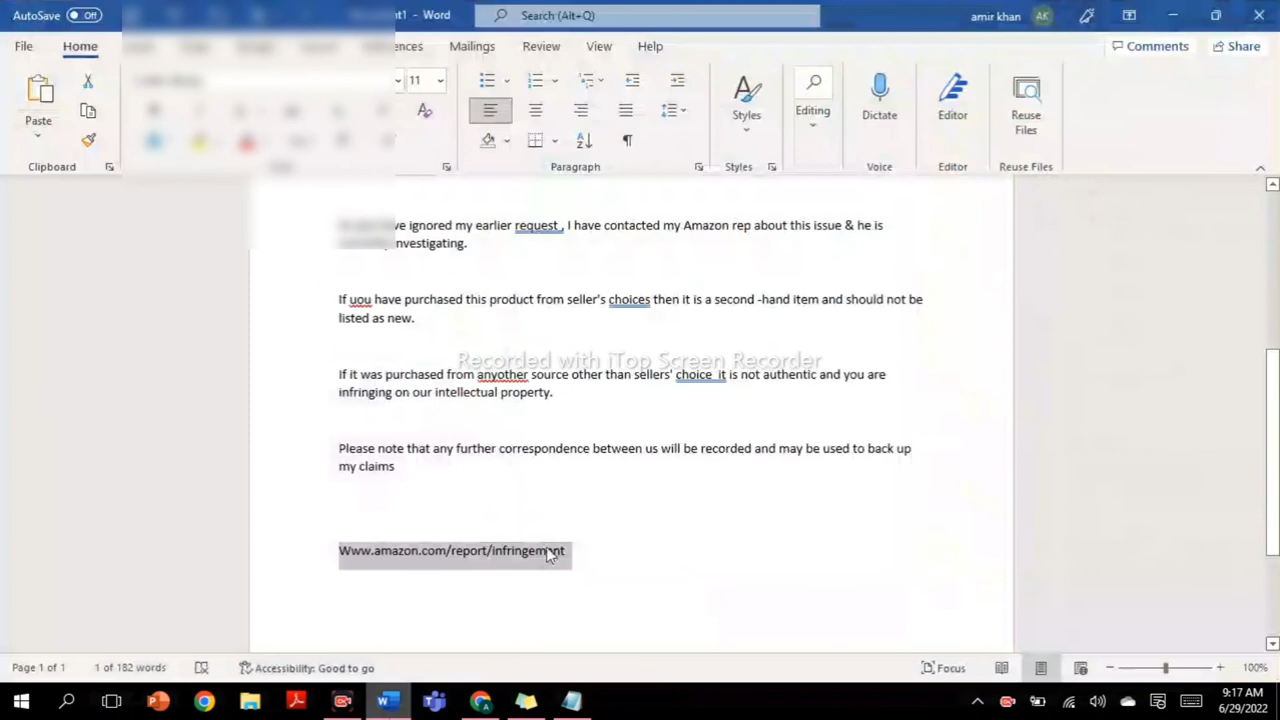 AutoSave Off 1 - Word Search (Alt+Q) amir khan AK
File Home ences Mailings Review View Help Comments Share
11
Paste Styles Editing Dictate Editor Reuse
Files
Clipboard Paragraph Styles Voice Editor Reuse Files
ve ignored my earlier request , I have contacted my Amazon rep about this issue & he is
nvestigating.
If uou have purchased this product from seller's choices then it is a second -hand item and should not be
listed as new.
Recorded with iTop Screen Recorder
If it was purchased from anyother source other than sellers' choice it is not authentic and you are
infringing on our intellectual property.
Please note that any further correspondence between us will be recorded and may be used to back up
my claims
Www.amazon.com/report/infringement
Page 1 of 1 1 of 182 words Accessibility: Good to go Focus 100%
9:17 AM
6/29/2022